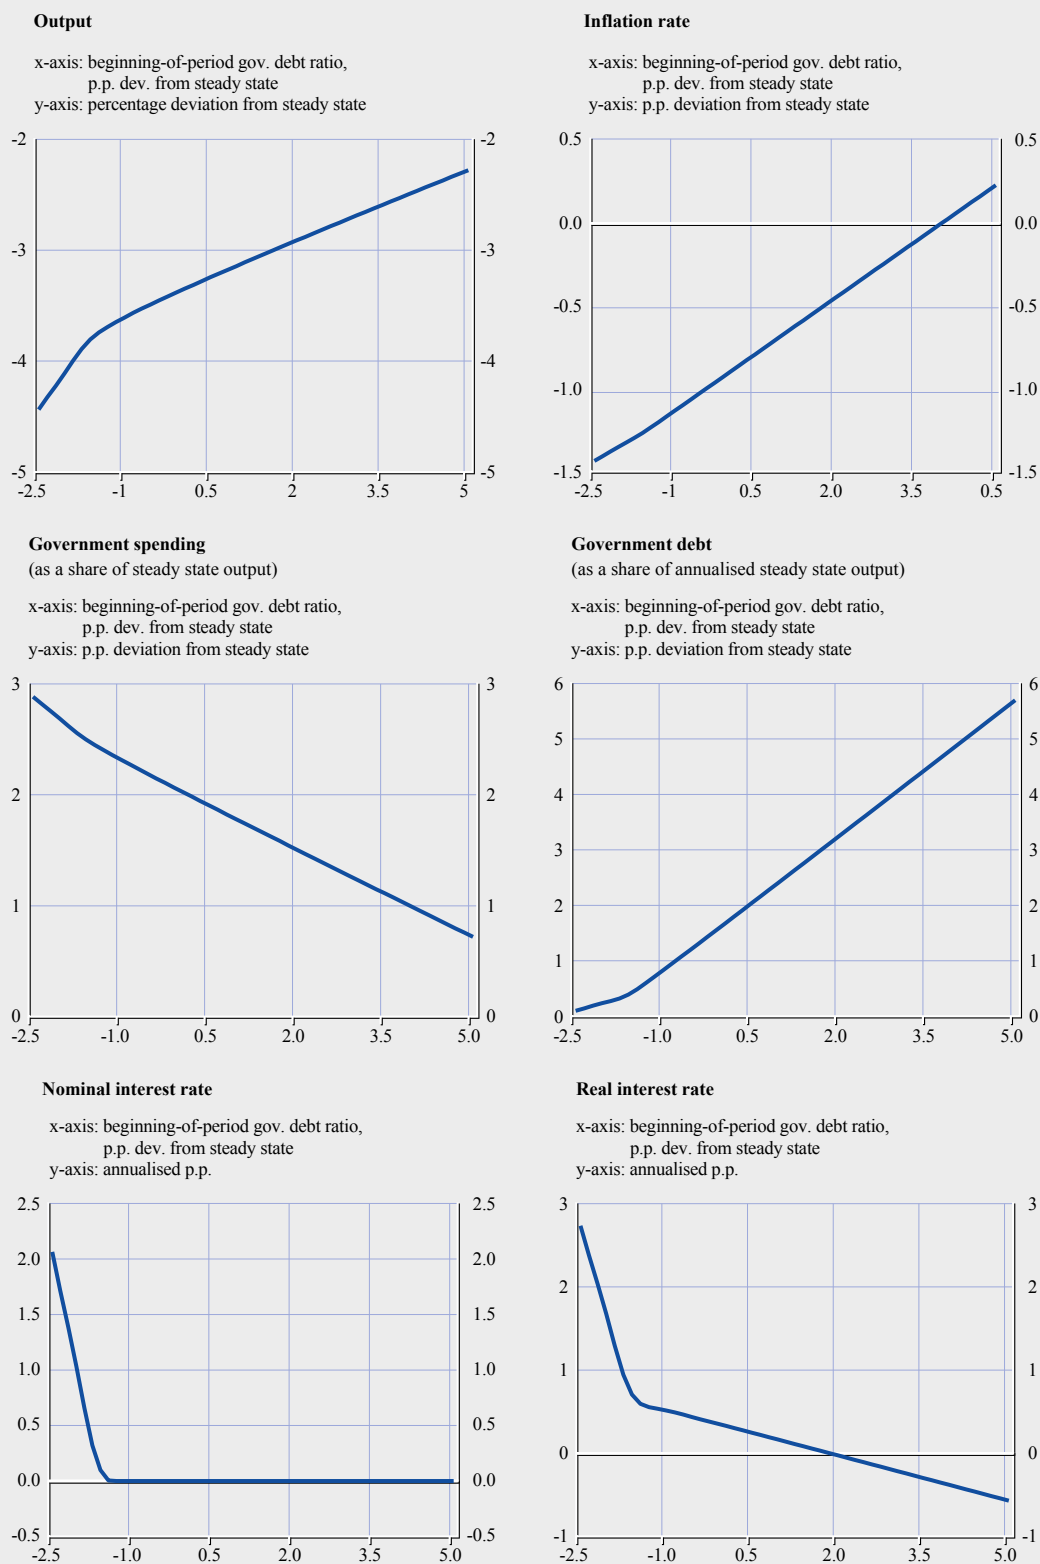 Output
x-axis: beginning-of-period gov. debt ratio,
p.p. dev. from steady state
y-axis: percentage deviation from steady state
-2 -2
-3 -3
-4 -4
-5 -5
-2.5 -1 0.5 2 3.5 5
Inflation rate
x-axis: beginning-of-period gov. debt ratio,
p.p. dev. from steady state
y-axis: p.p. deviation from steady state
0.5 0.5
0.0 0.0
-0.5 -0.5
-1.0 -1.0
-1.5 -1.5
-2.5 -1 0.5 2.0 3.5 0.5
Government spending
(as a share of steady state output)
x-axis: beginning-of-period gov. debt ratio,
p.p. dev. from steady state
y-axis: p.p. deviation from steady state
3 3
2 2
1 1
0 0
-2.5 -1.0 0.5 2.0 3.5 5.0
Government debt
(as a share of annualised steady state output)
x-axis: beginning-of-period gov. debt ratio,
p.p. dev. from steady state
y-axis: p.p. deviation from steady state
6 6
5 5
4 4
3 3
2 2
1 1
0 0
-2.5 -1.0 0.5 2.0 3.5 5.0
Nominal interest rate
x-axis: beginning-of-period gov. debt ratio,
p.p. dev. from steady state
y-axis: annualised p.p.
2.5 2.5
2.0 2.0
1.5 1.5
1.0 1.0
0.5 0.5
0.0 0.0
-0.5 -0.5
-2.5 -1.0 0.5 2.0 3.5 5.0
Real interest rate
x-axis: beginning-of-period gov. debt ratio,
p.p. dev. from steady state
y-axis: annualised p.p.
3 3
2 2
1 1
0 0
-1 -1
-2.5 -1.0 0.5 2.0 3.5 5.0